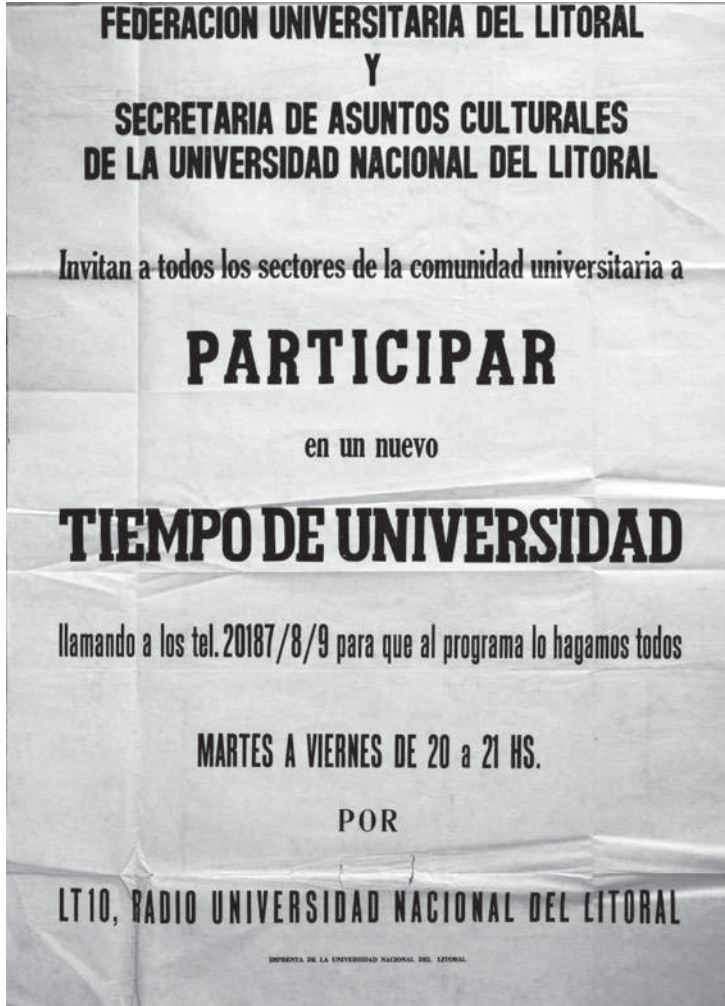 FEDERACION UNIVERSITARIA DEL LITORAL
Y
SECRETARIA DE ASUNTOS CULTURALES
DE LA UNIVERSIDAD NACIONAL DEL LITORAL
Invitan a todos los sectores de la comunidad universitaria a
PARTICIPAR
en un nuevo
TIEMPO DE UNIVERSIDAD
llamando a los tel. 20187/8/9 para que al programa lo hagamos todos
MARTES A VIERNES DE 20 a 21 HS.
POR
LT10, RADIO UNIVERSIDAD NACIONAL DEL LITORAL
IMPRENTA DE LA UNIVERSIDAD NACIONAL DEL LITORAL